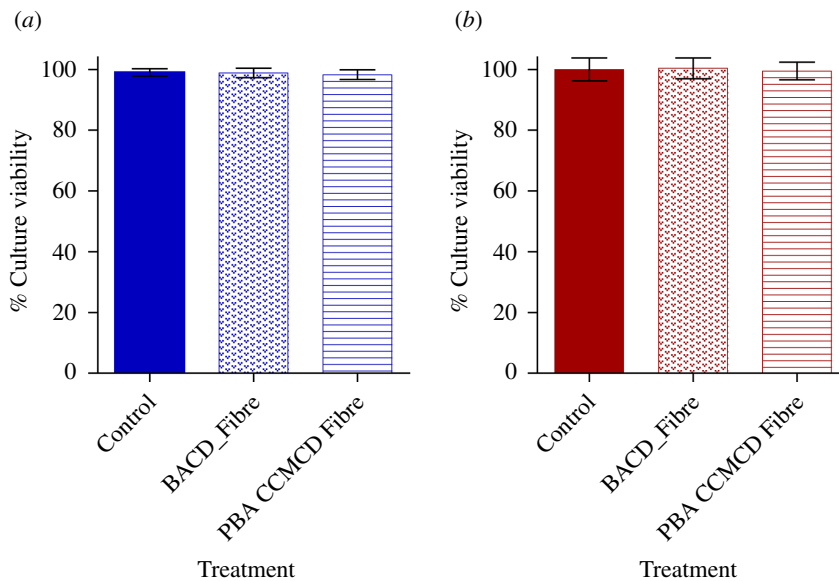 (a)
100
80
60
40
20
0
% Culture viability
Control
BACD_Fibre
PBA CCMCD Fibre
Treatment
(b)
100
80
60
40
20
0
% Culture viability
Control
BACD_Fibre
PBA CCMCD Fibre
Treatment